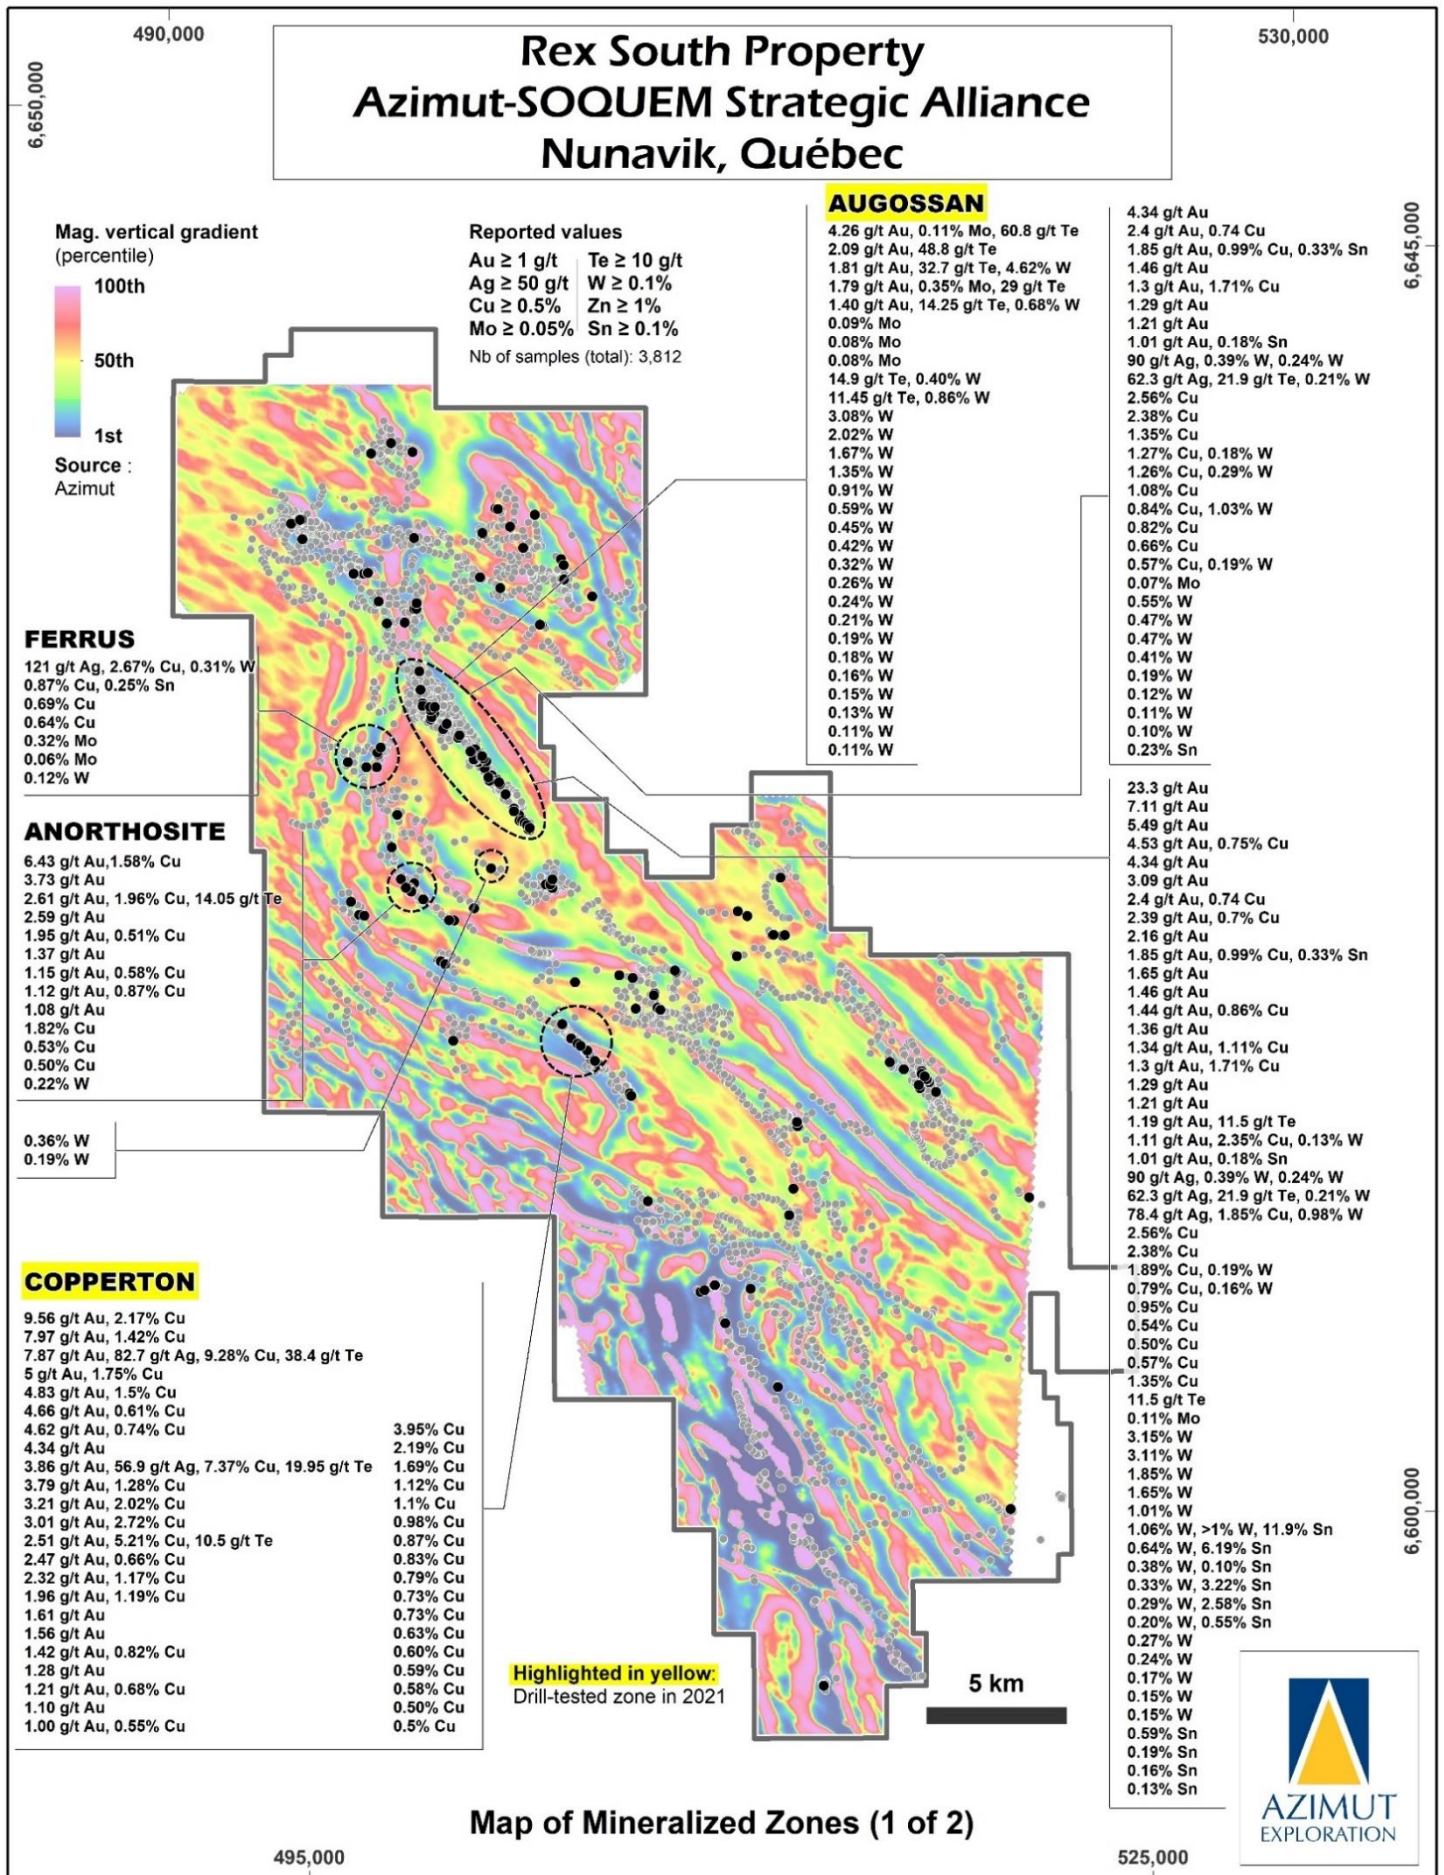 490,000
530,000
6,650,000
Rex South Property
Azimut-SOQUEM Strategic Alliance
Nunavik, Québec
6,645,000
Mag. vertical gradient
(percentile)
100th
50th
1st
Source :
Azimut
Reported values
Au ≥ 1 g/t
Ag ≥ 50 g/t
Cu ≥ 0.5%
Mo ≥ 0.05%
Te ≥ 10 g/t
W ≥ 0.1%
Zn ≥ 1%
Sn ≥ 0.1%
Nb of samples (total): 3,812
AUGOSSAN
4.26 g/t Au, 0.11% Mo, 60.8 g/t Te
2.09 g/t Au, 48.8 g/t Te
1.81 g/t Au, 32.7 g/t Te, 4.62% W
1.79 g/t Au, 0.35% Mo, 29 g/t Te
1.40 g/t Au, 14.25 g/t Te, 0.68% W
0.09% Mo
0.08% Mo
0.08% Mo
14.9 g/t Te, 0.40% W
11.45 g/t Te, 0.86% W
3.08% W
2.02% W
1.67% W
1.35% W
0.91% W
0.59% W
0.45% W
0.42% W
0.32% W
0.26% W
0.24% W
0.21% W
0.19% W
0.18% W
0.16% W
0.15% W
0.13% W
0.11% W
0.11% W
4.34 g/t Au
2.4 g/t Au, 0.74 Cu
1.85 g/t Au, 0.99% Cu, 0.33% Sn
1.46 g/t Au
1.3 g/t Au, 1.71% Cu
1.29 g/t Au
1.21 g/t Au
1.01 g/t Au, 0.18% Sn
90 g/t Ag, 0.39% W, 0.24% W
62.3 g/t Ag, 21.9 g/t Te, 0.21% W
2.56% Cu
2.38% Cu
1.35% Cu
1.27% Cu, 0.18% W
1.26% Cu, 0.29% W
1.08% Cu
0.84% Cu, 1.03% W
0.82% Cu
0.66% Cu
0.57% Cu, 0.19% W
0.07% Mo
0.55% W
0.47% W
0.47% W
0.41% W
0.19% W
0.12% W
0.11% W
0.10% W
0.23% Sn
FERRUS
121 g/t Ag, 2.67% Cu, 0.31% W
0.87% Cu, 0.25% Sn
0.69% Cu
0.64% Cu
0.32% Mo
0.06% Mo
0.12% W
ANORTHOSITE
6.43 g/t Au,1.58% Cu
3.73 g/t Au
2.61 g/t Au, 1.96% Cu, 14.05 g/t Te
2.59 g/t Au
1.95 g/t Au, 0.51% Cu
1.37 g/t Au
1.15 g/t Au, 0.58% Cu
1.12 g/t Au, 0.87% Cu
1.08 g/t Au
1.82% Cu
0.53% Cu
0.50% Cu
0.22% W
0.36% W
0.19% W
23.3 g/t Au
7.11 g/t Au
5.49 g/t Au
4.53 g/t Au, 0.75% Cu
4.34 g/t Au
3.09 g/t Au
2.4 g/t Au, 0.74 Cu
2.39 g/t Au, 0.7% Cu
2.16 g/t Au
1.85 g/t Au, 0.99% Cu, 0.33% Sn
1.65 g/t Au
1.46 g/t Au
1.44 g/t Au, 0.86% Cu
1.36 g/t Au
1.34 g/t Au, 1.11% Cu
1.3 g/t Au, 1.71% Cu
1.29 g/t Au
1.21 g/t Au
1.19 g/t Au, 11.5 g/t Te
1.11 g/t Au, 2.35% Cu, 0.13% W
1.01 g/t Au, 0.18% Sn
90 g/t Ag, 0.39% W, 0.24% W
62.3 g/t Ag, 21.9 g/t Te, 0.21% W
78.4 g/t Ag, 1.85% Cu, 0.98% W
2.56% Cu
2.38% Cu
1.89% Cu, 0.19% W
0.79% Cu, 0.16% W
0.95% Cu
0.54% Cu
0.50% Cu
0.57% Cu
1.35% Cu
11.5 g/t Te
0.11% Mo
3.15% W
3.11% W
1.85% W
1.65% W
1.01% W
1.06% W, >1% W, 11.9% Sn
0.64% W, 6.19% Sn
0.38% W, 0.10% Sn
0.33% W, 3.22% Sn
0.29% W, 2.58% Sn
0.20% W, 0.55% Sn
0.27% W
0.24% W
0.17% W
0.15% W
0.15% W
0.59% Sn
0.19% Sn
0.16% Sn
0.13% Sn
COPPERTON
9.56 g/t Au, 2.17% Cu
7.97 g/t Au, 1.42% Cu
7.87 g/t Au, 82.7 g/t Ag, 9.28% Cu, 38.4 g/t Te
5 g/t Au, 1.75% Cu
4.83 g/t Au, 1.5% Cu
4.66 g/t Au, 0.61% Cu
4.62 g/t Au, 0.74% Cu
4.34 g/t Au
3.86 g/t Au, 56.9 g/t Ag, 7.37% Cu, 19.95 g/t Te
3.79 g/t Au, 1.28% Cu
3.21 g/t Au, 2.02% Cu
3.01 g/t Au, 2.72% Cu
2.51 g/t Au, 5.21% Cu, 10.5 g/t Te
2.47 g/t Au, 0.66% Cu
2.32 g/t Au, 1.17% Cu
1.96 g/t Au, 1.19% Cu
1.61 g/t Au
1.56 g/t Au
1.42 g/t Au, 0.82% Cu
1.28 g/t Au
1.21 g/t Au, 0.68% Cu
1.10 g/t Au
1.00 g/t Au, 0.55% Cu
3.95% Cu
2.19% Cu
1.69% Cu
1.12% Cu
1.1% Cu
0.98% Cu
0.87% Cu
0.83% Cu
0.79% Cu
0.73% Cu
0.73% Cu
0.63% Cu
0.60% Cu
0.59% Cu
0.58% Cu
0.50% Cu
0.5% Cu
6,600,000
Highlighted in yellow:
Drill-tested zone in 2021
5 km
AZIMUT
EXPLORATION
Map of Mineralized Zones (1 of 2)
495,000
525,000